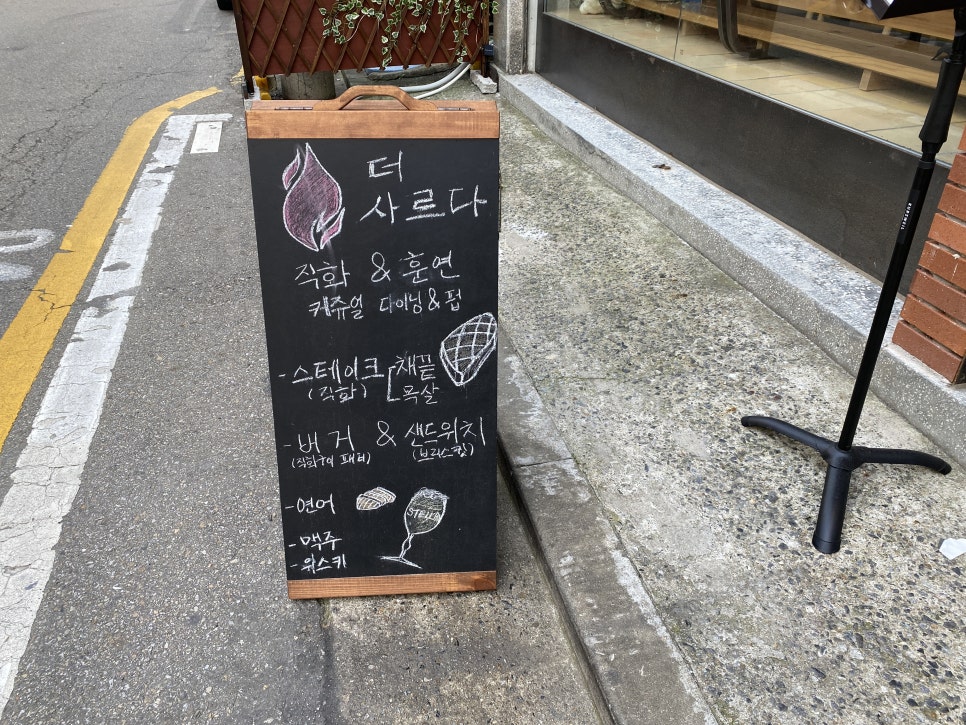 더
사르다
직화 & 훈연
캐쥬얼 다이닝&펍
- 스테이크 [채끝
(직화) 목살
- 버거 & 샌드위치
(직화구이 패티) (브리스킷)
- 연어
STELLA
- 맥주
- 위스키